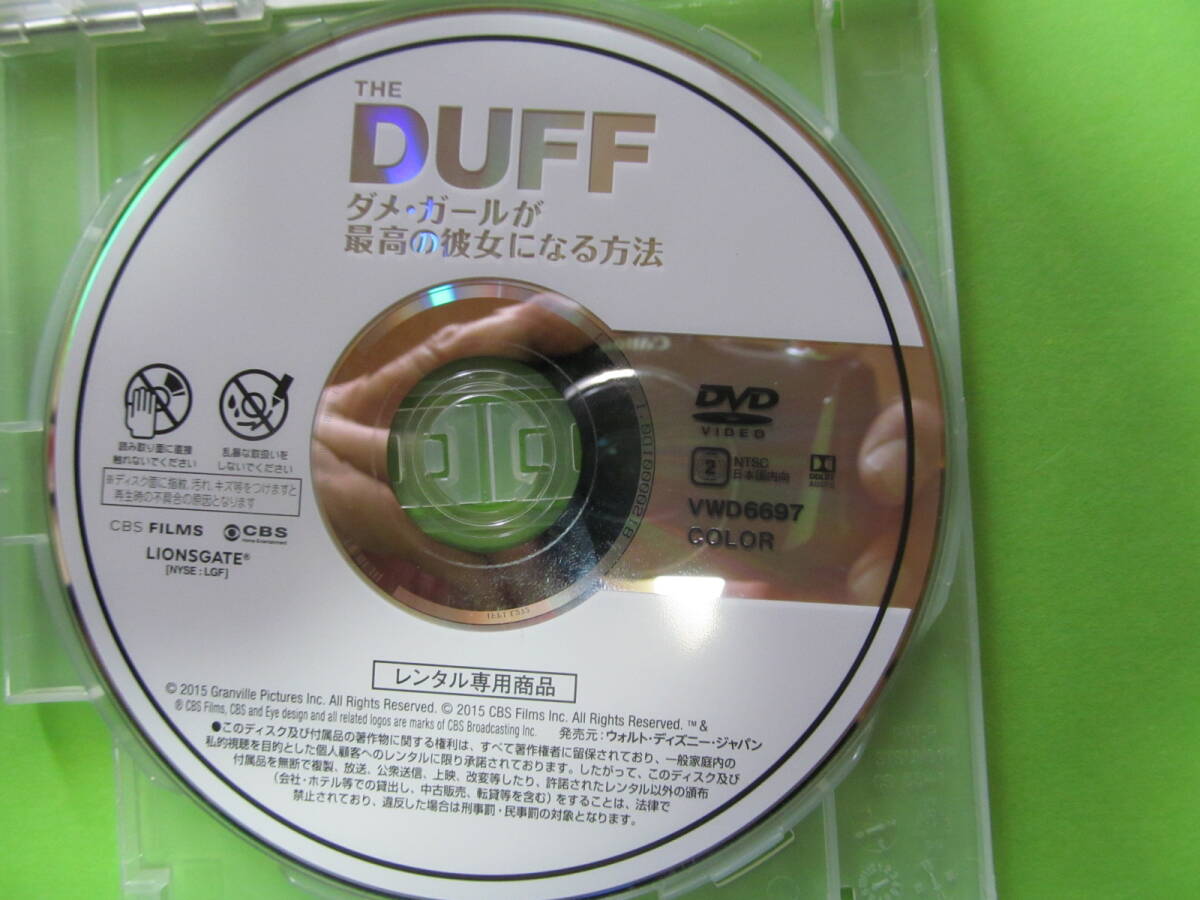 THE
DUFF
ダメ・ガールが
最高の彼女になる方法
読み取り面に直接
触れないでください
乱暴な取扱いを
しないでください
※ディスク面に指紋、汚れ、キズ等をつけますと
再生時の不具合の原因となります
CBS FILMS
CBS
Home Entertainment
LIONSGATE®
[NYSE : LGF]
DVD
VIDEO
2
NTSC
日本国内向
DOLBY
AUDIO
VWD6697
COLOR
レンタル専用商品
© 2015 Granville Pictures Inc. All Rights Reserved. © 2015 CBS Films Inc. All Rights Reserved. ™ &
® CBS Films, CBS and Eye design and all related logos are marks of CBS Broadcasting Inc. 発売元：ウォルト・ディズニー・ジャパン
●このディスク及び付属品の著作物に関する権利は、すべて著作権者に留保されており、一般家庭内の
私的視聴を目的とした個人顧客へのレンタルに限り承諾されております。したがって、このディスク及び
付属品を無断で複製、放送、公衆送信、上映、改変等したり、許諾されたレンタル以外の頒布
（会社・ホテル等での貸出し、中古販売、転貸等を含む）をすることは、法律で
禁止されており、違反した場合は刑事罰・民事罰の対象となります。